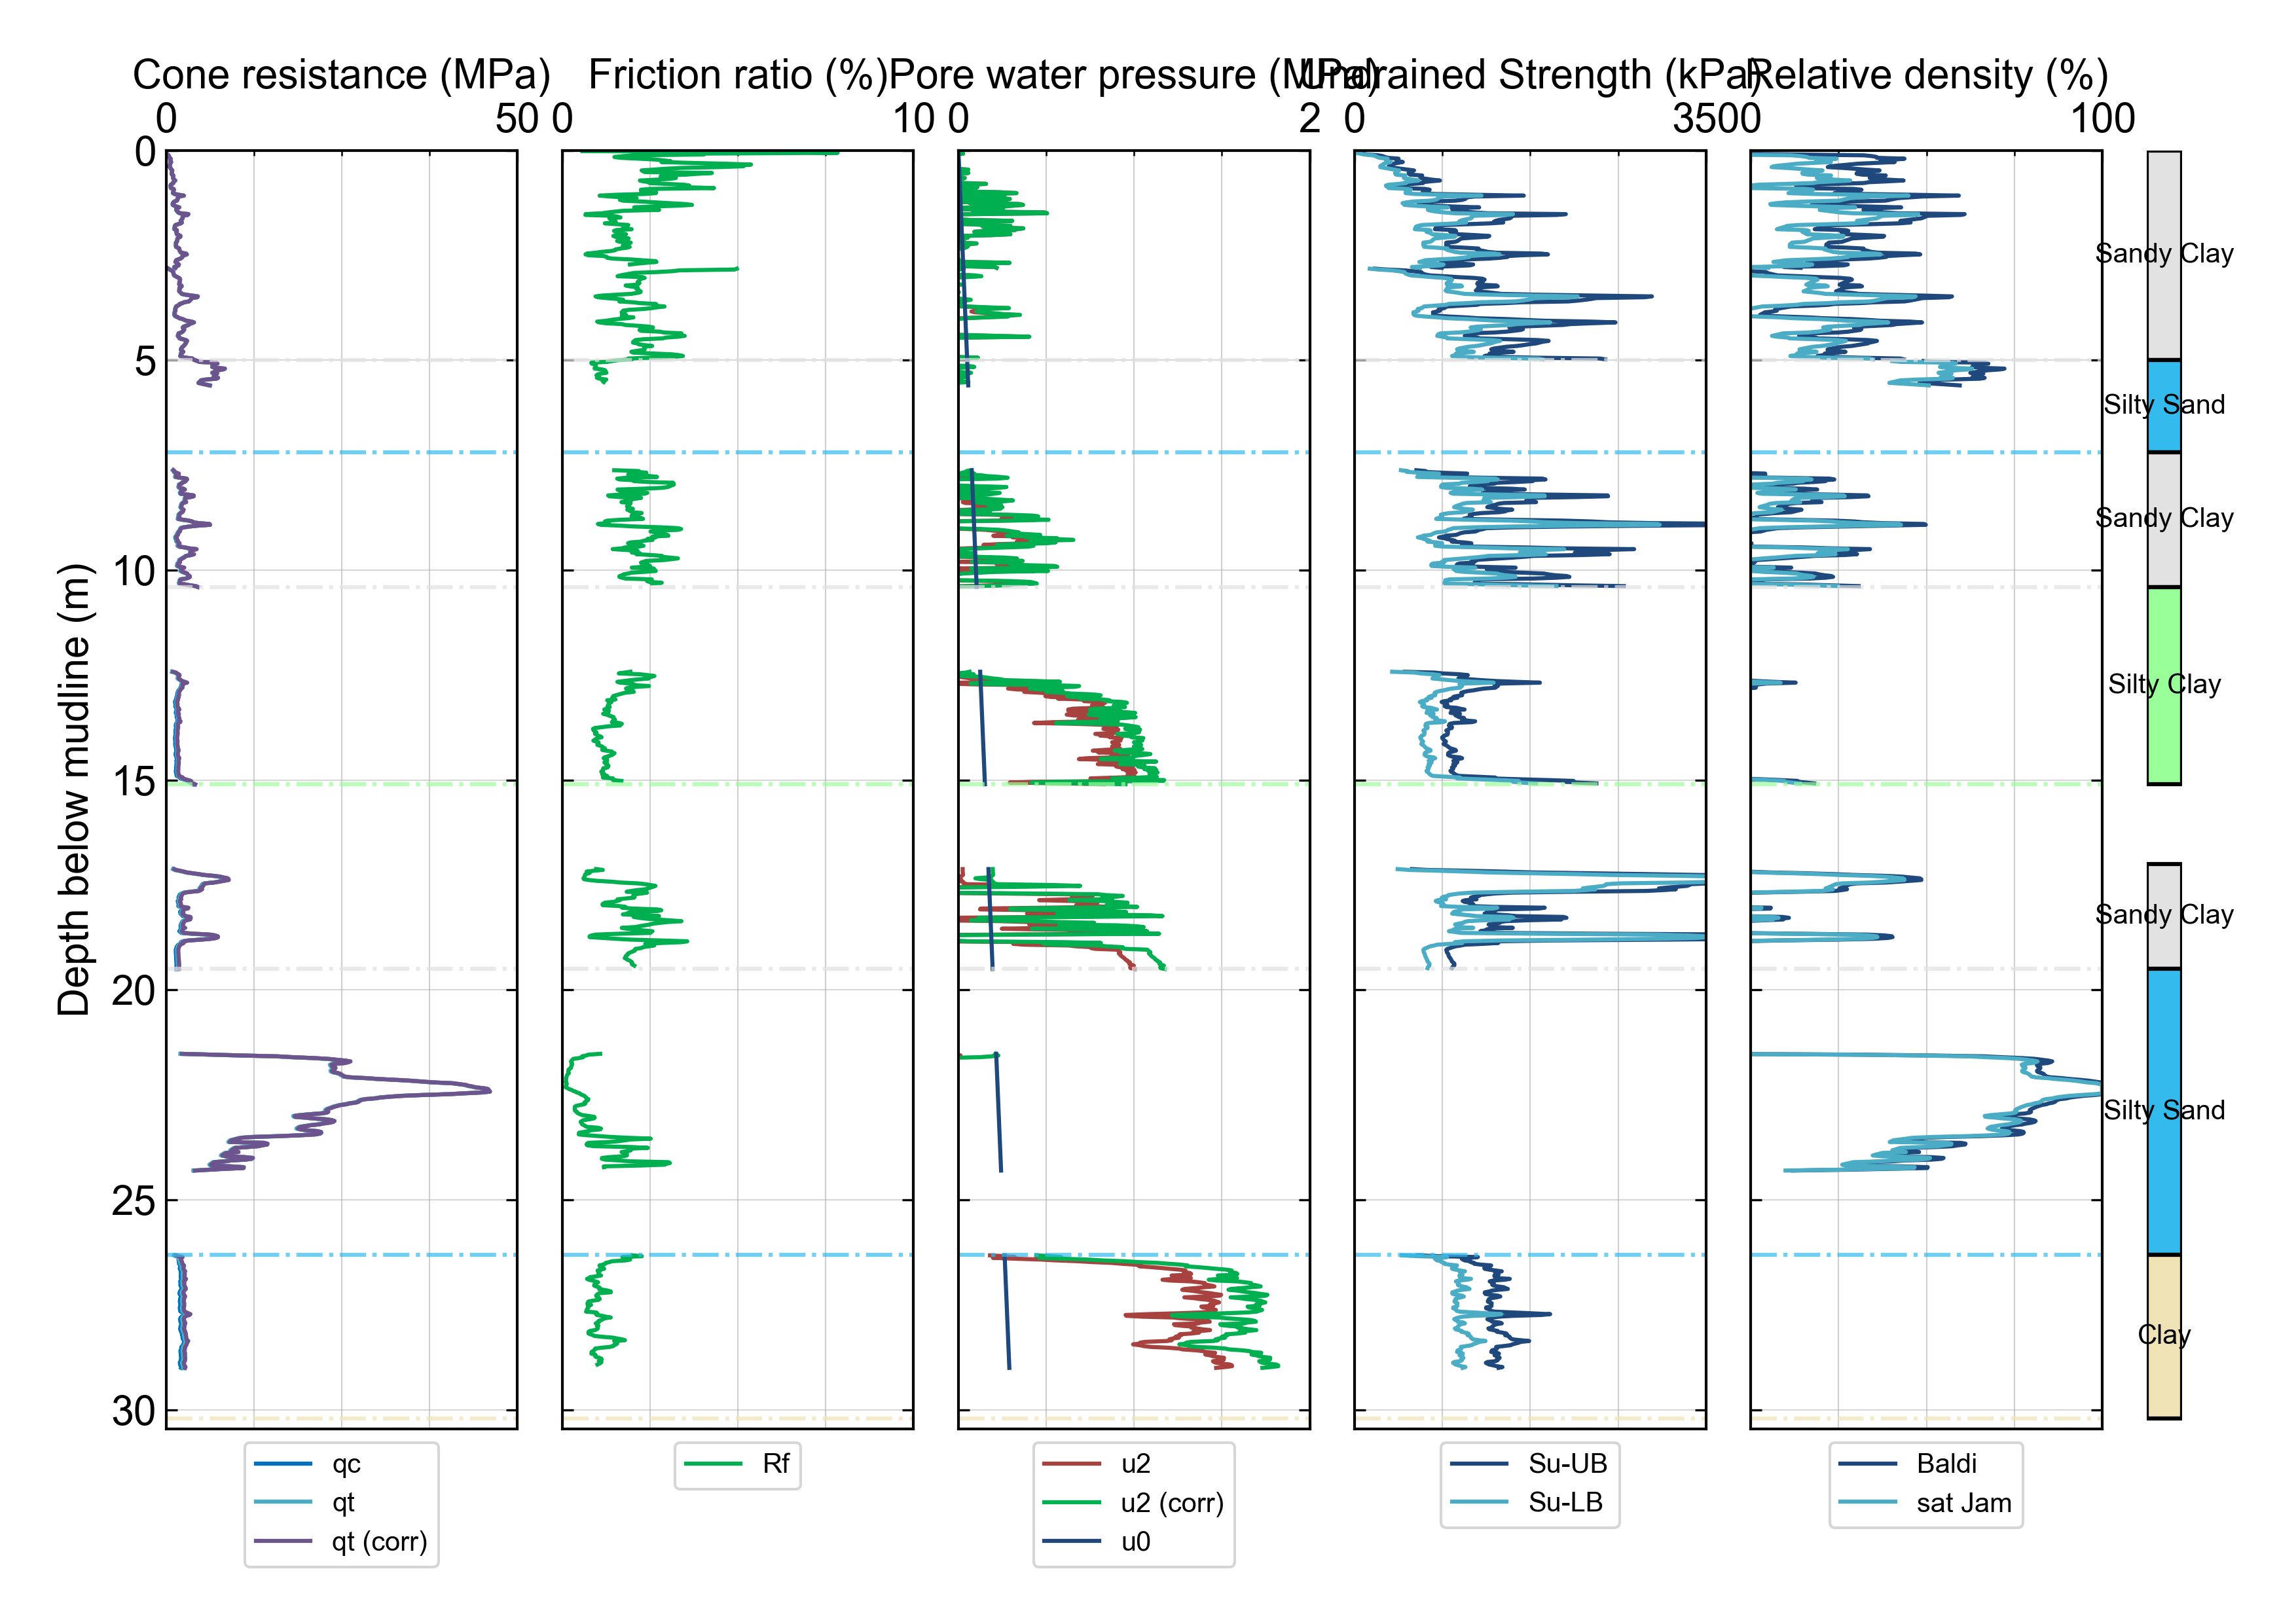 Cone resistance (MPa)
Friction ratio (%)
Pore water pressure (MPa)
Undrained Strength (kPa)
Relative density (%)
0
50
0
10
0
2
0
350
0
100
0
5
10
15
20
25
30
Depth below mudline (m)
Sandy Clay
Silty Sand
Sandy Clay
Silty Clay
Sandy Clay
Silty Sand
Clay
qc
qt
qt (corr)
Rf
u2
u2 (corr)
u0
Su-UB
Su-LB
Baldi
sat Jam